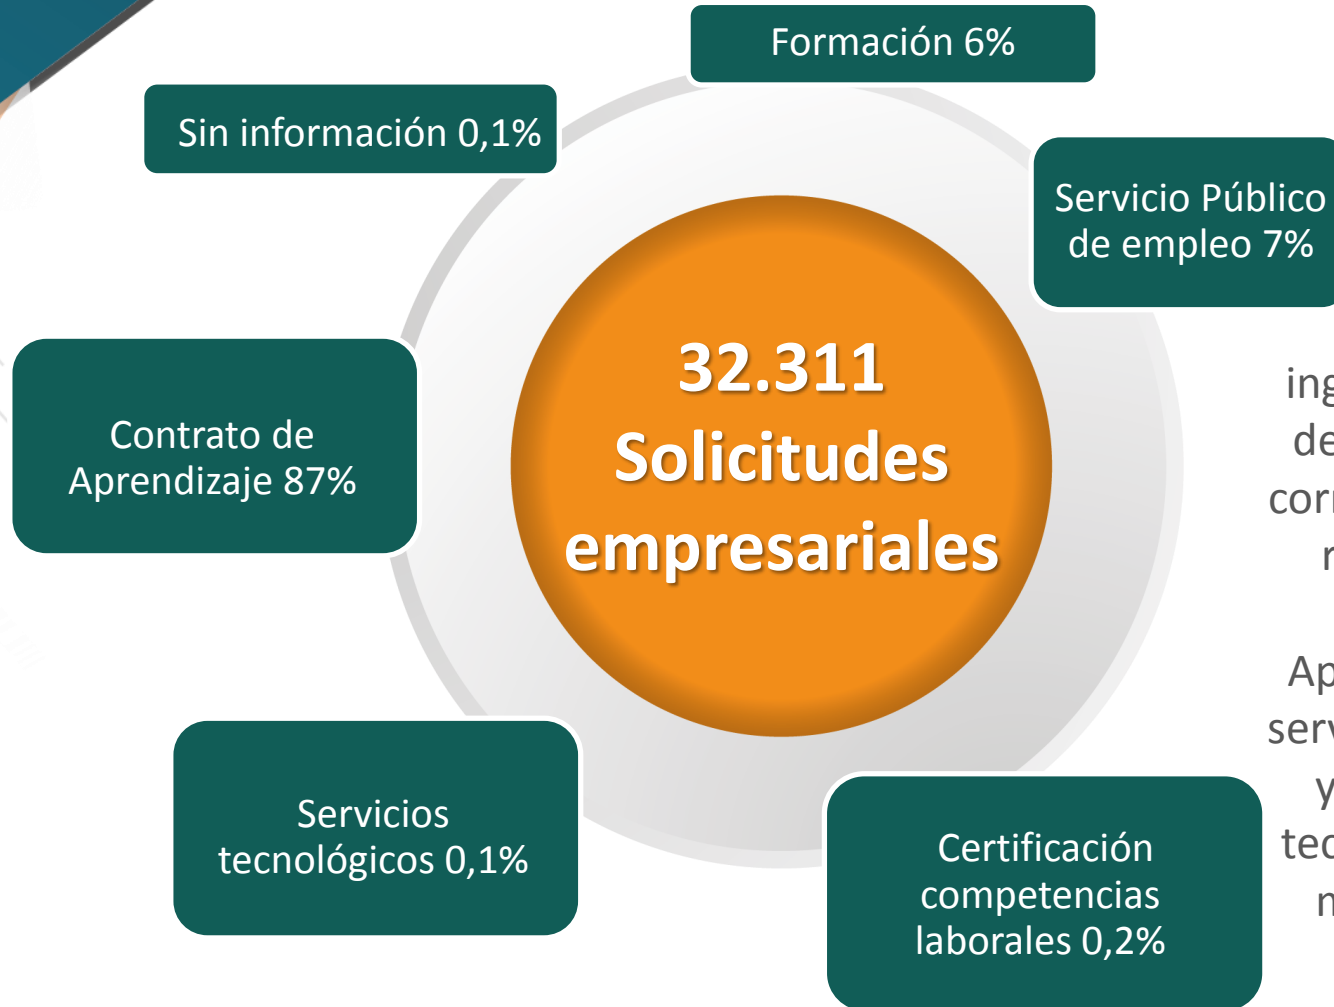 Formación 6%
Sin información 0,1%
Servicio Público
de empleo 7%
32.311
Solicitudes
empresariales
Contrato de
Aprendizaje 87%
Servicios
tecnológicos 0,1%
Certificación
competencias
laborales 0,2%